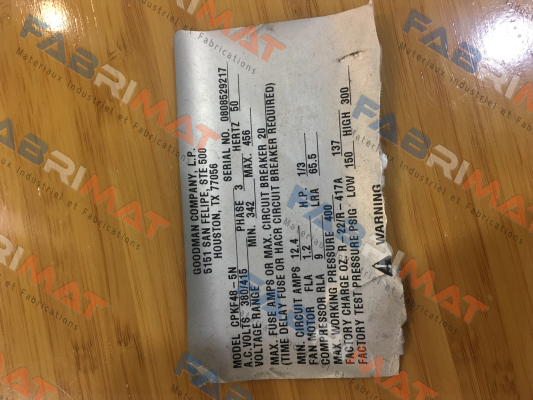 GOODMAN COMPANY, L.P.
5151 SAN FELIPE, STE 500
HOUSTON, TX 77056
SERIAL NO. 0808529217
MODEL CPKF48-5N
A.C. VOLTS 380/415 PHASE 3 HERTZ 50
VOLTAGE RANGE MIN. 342 MAX. 456
MAX. FUSE AMPS OR MAX. CIRCUIT BREAKER 20
(TIME DELAY FUSE OR HACR CIRCUIT BREAKER REQUIRED)
MIN. CIRCUIT AMPS 12.4
FAN MOTOR FLA 1.2 H.P. 1/3
COMPRESSOR RLA 9 LRA 65.5
MAX. WORKING PRESSURE 400
FACTORY CHARGE OZ. R-22/R-417A 137
FACTORY TEST PRESSURE PSIG LOW 150 HIGH 300
WARNING
FABRIMAT
Materiaux Industriel et Fabrications